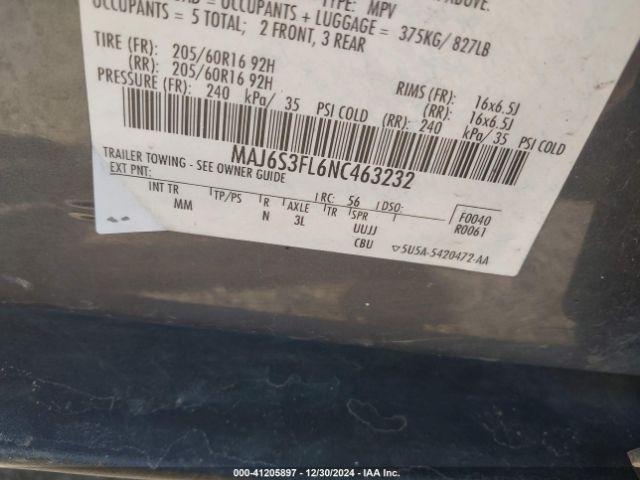 TYPE: MPV
ABOVE.
= OCCUPANTS + LUGGAGE = 375KG/ 827LB
OCCUPANTS = 5 TOTAL; 2 FRONT, 3 REAR
TIRE (FR): 205/60R16 92H
(RR): 205/60R16 92H
RIMS (FR): 16x6.5J
(RR): 16x6.5J
PRESSURE (FR): 240 kPa/ 35 PSI COLD
(RR): 240 kPa/ 35 PSI COLD
MAJ6S3FL6NC463232
TRAILER TOWING - SEE OWNER GUIDE
EXT PNT: RC: 56 DSO:
INT TR TP/PS R AXLE TR SPR
MM N 3L UUJJ
CBU
F0040
R0061
5U5A-5420472-AA
000-41205897 - 12/30/2024 - IAA Inc.